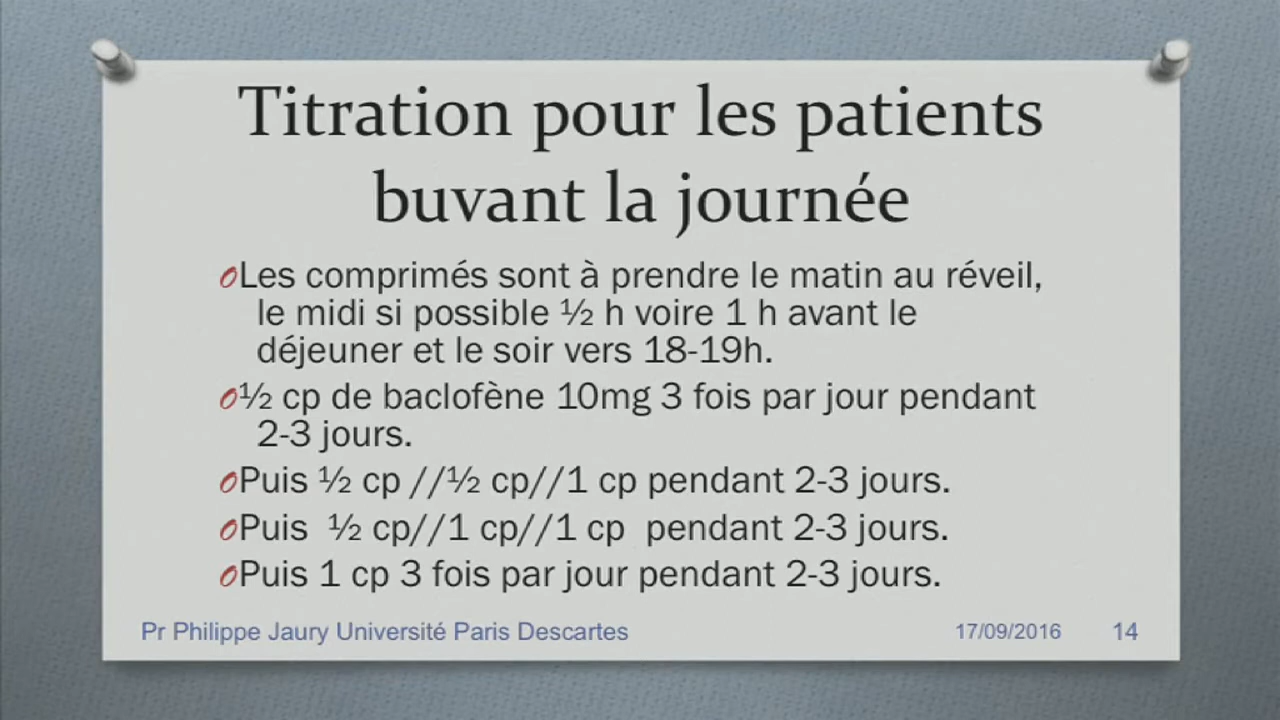 Titration pour les patients
buvant la journée
Les comprimés sont à prendre le matin au réveil,
le midi si possible ½ h voire 1 h avant le
déjeuner et le soir vers 18-19h.
½ cp de baclofène 10mg 3 fois par jour pendant
2-3 jours.
Puis ½ cp //½ cp//1 cp pendant 2-3 jours.
Puis  ½ cp//1 cp//1 cp  pendant 2-3 jours.
Puis 1 cp 3 fois par jour pendant 2-3 jours.
Pr Philippe Jaury Université Paris Descartes 17/09/2016 14